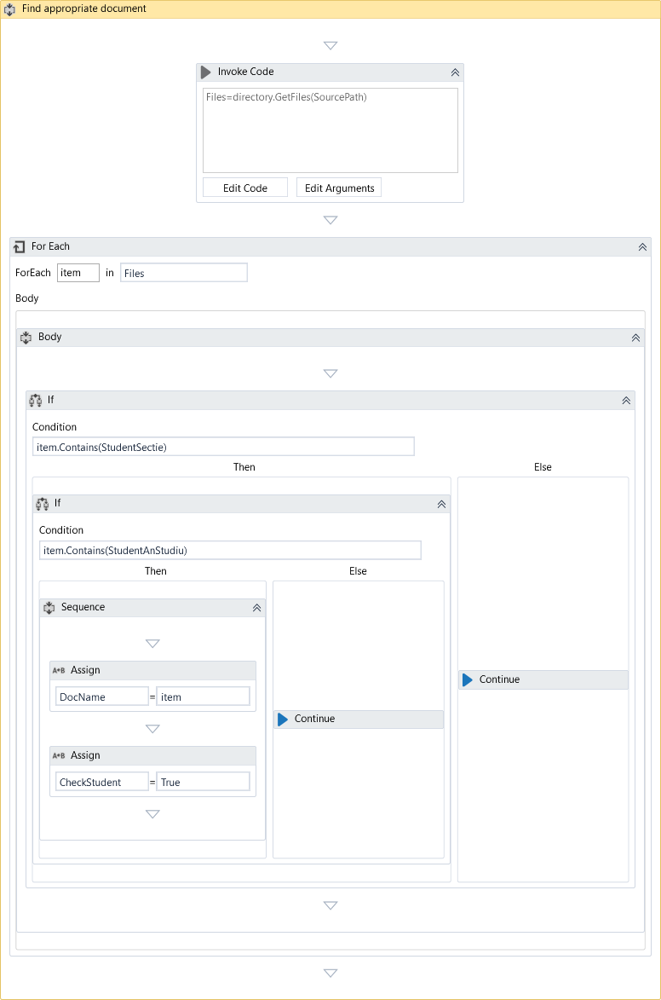 Find appropriate document
Invoke Code
Files=directory.GetFiles(SourcePath)
Edit Code
Edit Arguments
For Each
ForEach item in Files
Body
Body
If
Condition
item.Contains(StudentSectie)
Then
Else
If
Condition
item.Contains(StudentAnStudiu)
Then
Else
Sequence
A+B Assign
DocName = item
Continue
Continue
A+B Assign
CheckStudent = True